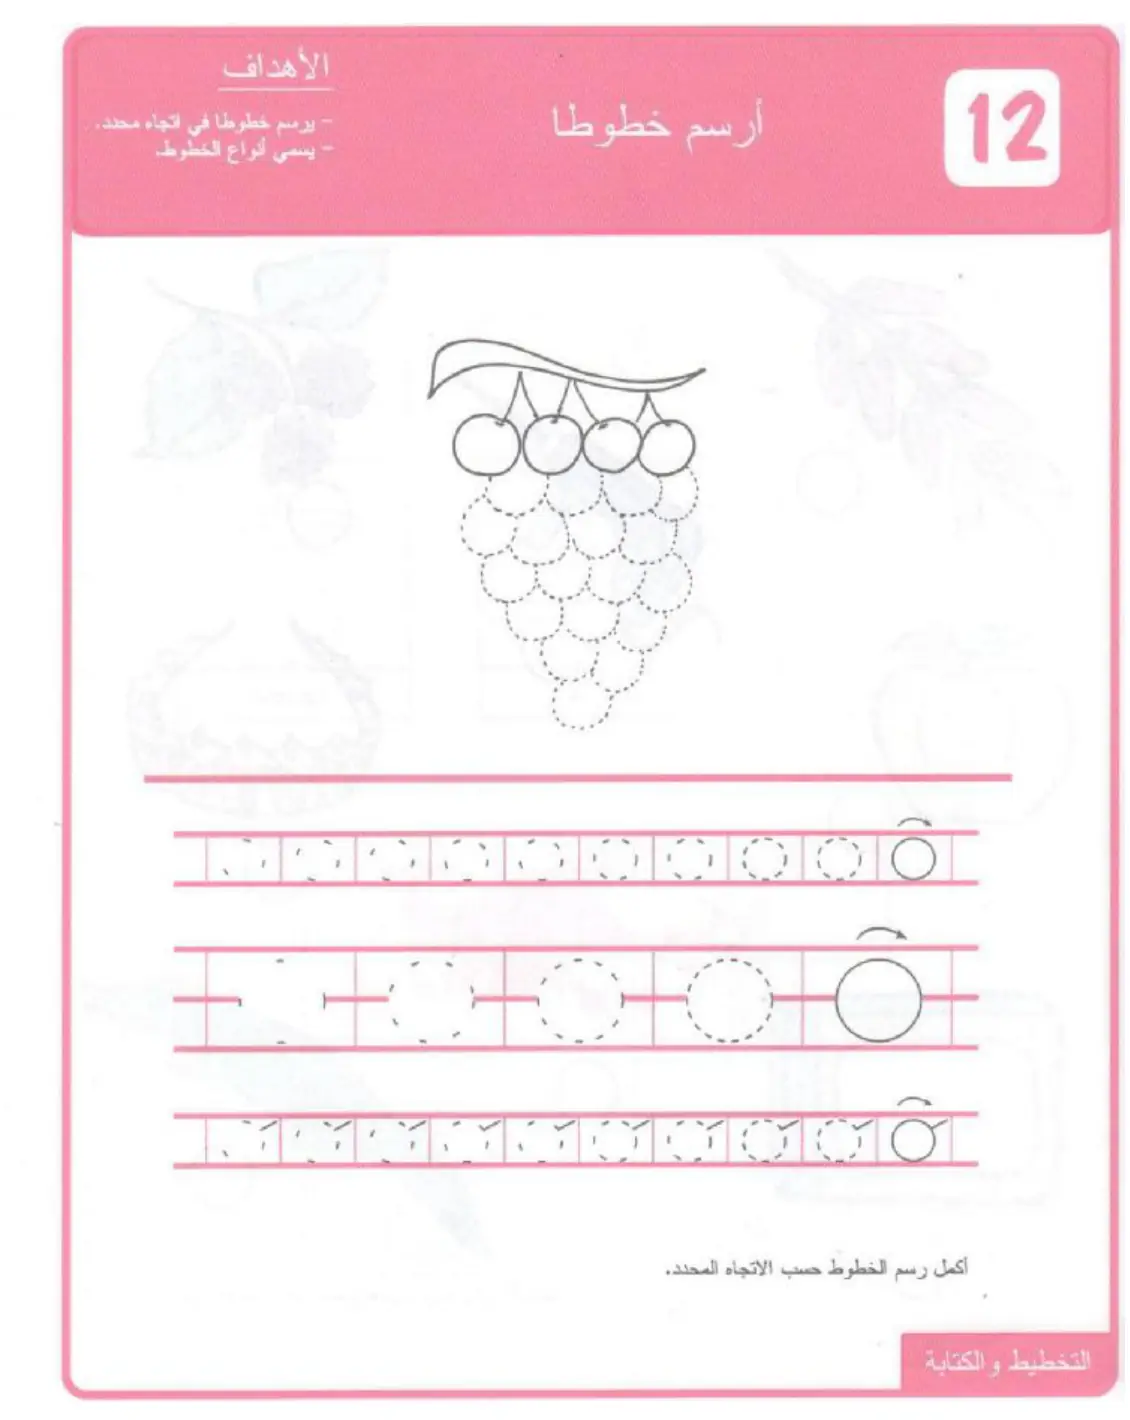 12
أرسم خطوطا
الأهداف
- يرسم خطوطا في اتجاه محدد.
- يسمي أنواع الخطوط.
أكمل رسم الخطوط حسب الاتجاه المحدد.
التخطيط و الكتابة